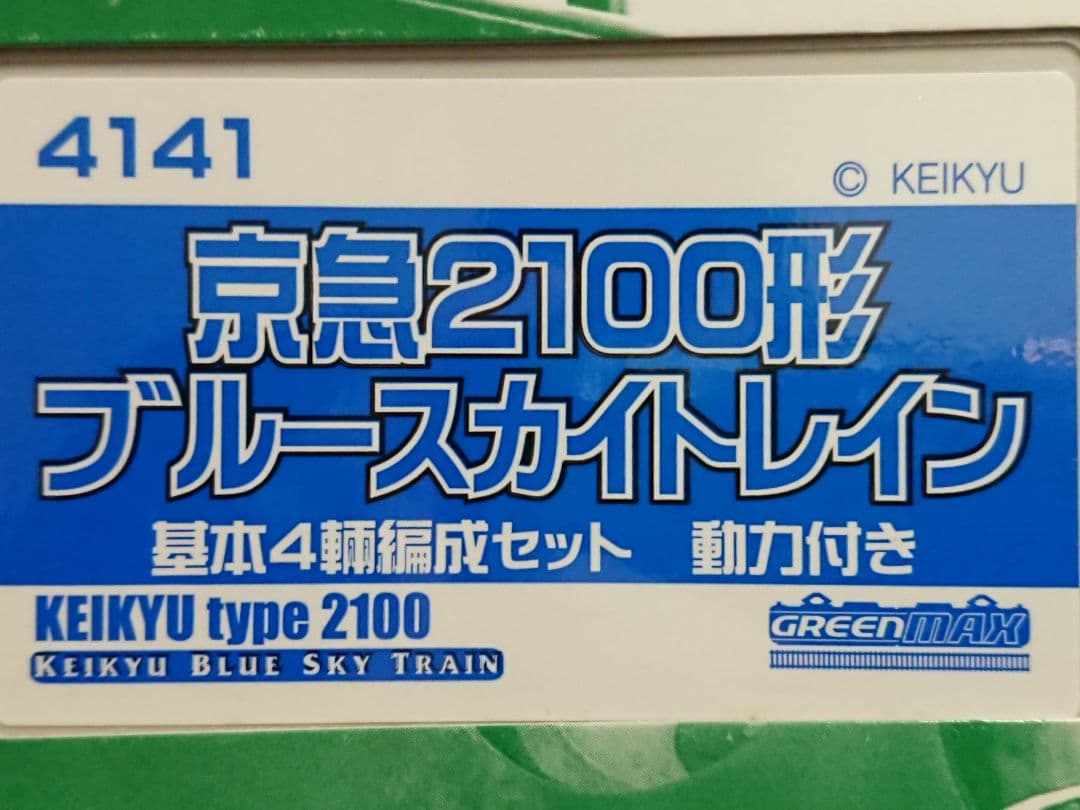 4141
© KEIKYU
京急2100形
ブルースカイトレイン
基本4輛編成セット 動力付き
KEIKYU type 2100
KEIKYU BLUE SKY TRAIN
GREENMAX